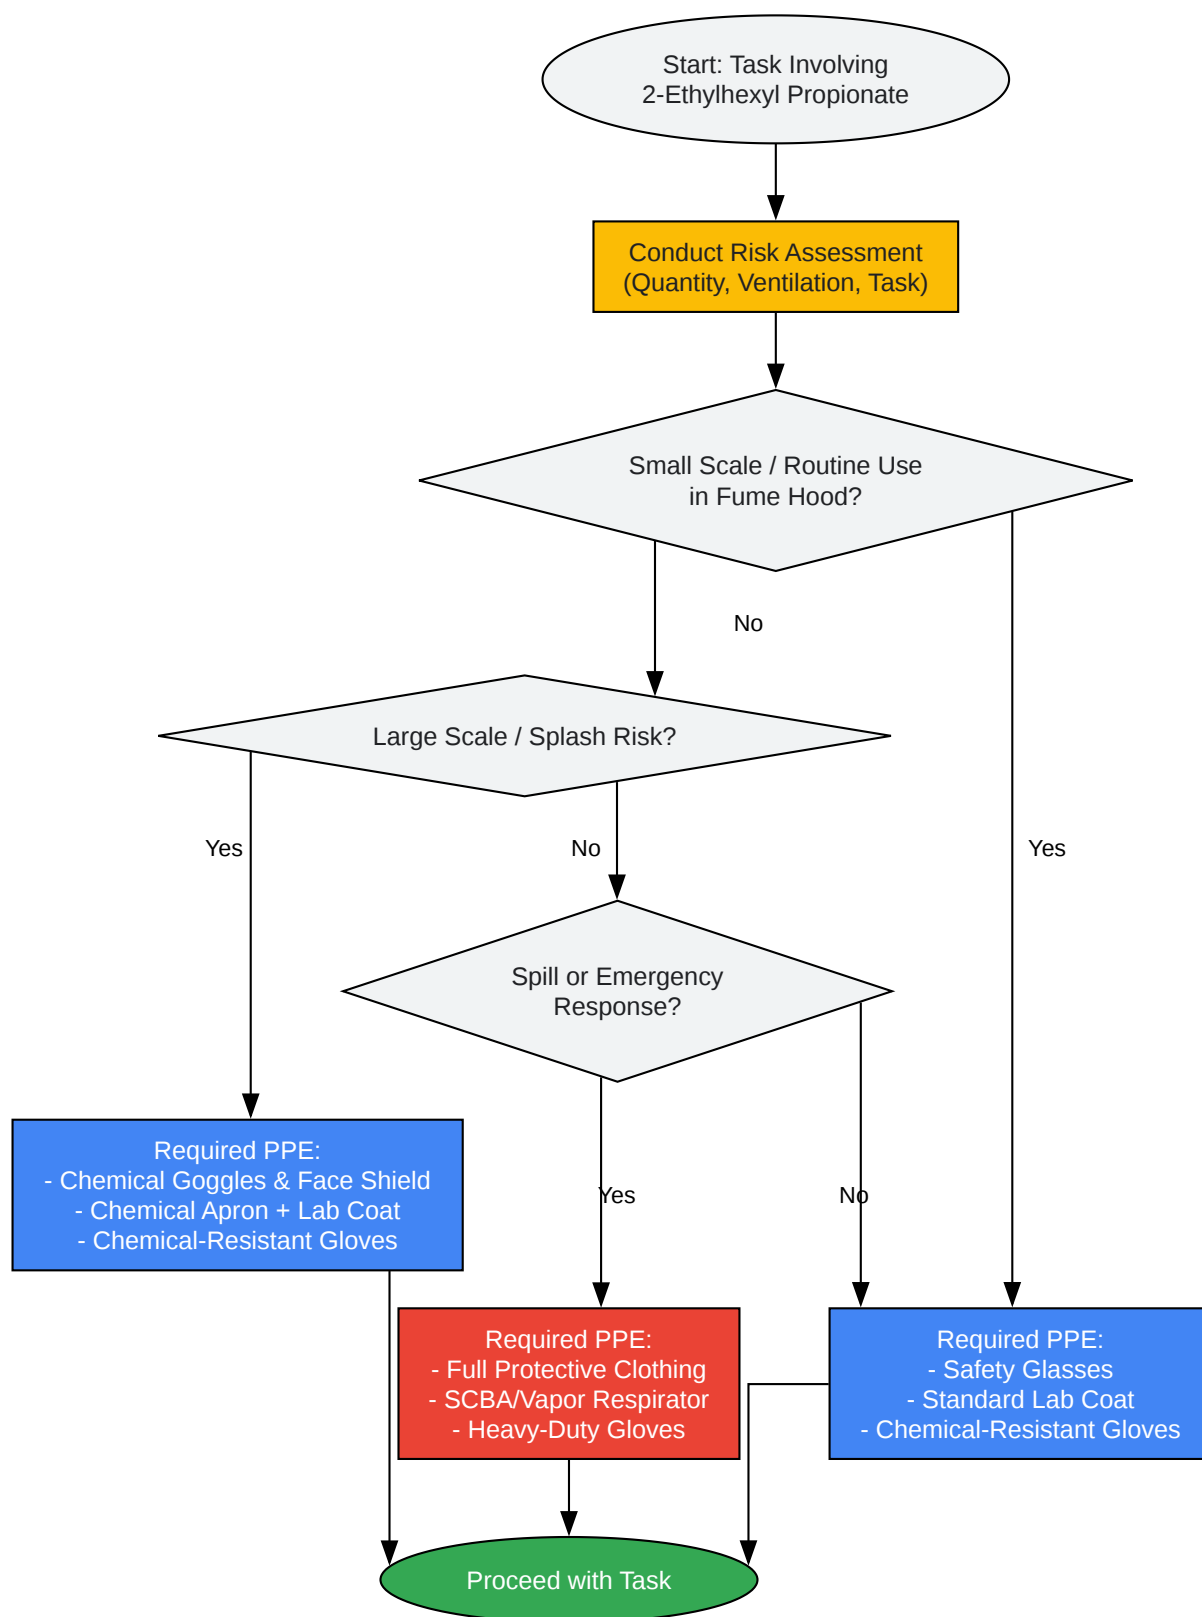 Start: Task Involving
2-Ethylhexyl Propionate
Conduct Risk Assessment
(Quantity, Ventilation, Task)
Small Scale / Routine Use
in Fume Hood?
No
Large Scale / Splash Risk?
Yes
No
Yes
Spill or Emergency
Response?
Required PPE:
- Chemical Goggles & Face Shield
- Chemical Apron + Lab Coat
- Chemical-Resistant Gloves
Yes
No
Required PPE:
- Full Protective Clothing
- SCBA/Vapor Respirator
- Heavy-Duty Gloves
Required PPE:
- Safety Glasses
- Standard Lab Coat
- Chemical-Resistant Gloves
Proceed with Task